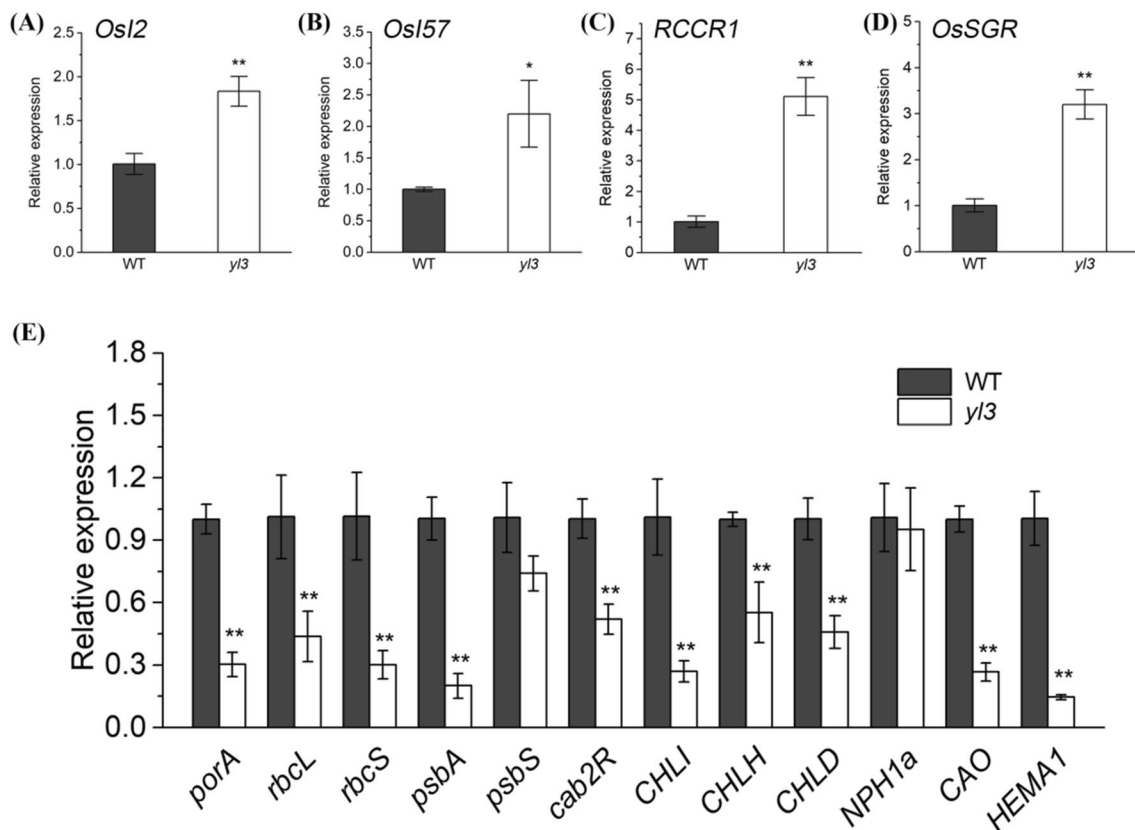 (A) OsI2
Relative expression
2.5
2.0
1.5
1.0
0.5
0.0
**
WT yl3
(B) OsI57
Relative expression
3.5
3.0
2.5
2.0
1.5
1.0
0.5
0.0
*
WT yl3
(C) RCCR1
Relative expression
8
7
6
5
4
3
2
1
0
**
WT yl3
(D) OsSGR
Relative expression
5
4
3
2
1
0
**
WT yl3
(E)
Relative expression
1.8
1.5
1.2
0.9
0.6
0.3
0.0
WT
yl3
** ** ** ** ** ** ** ** ** **
porA rbcL rbcS psbA psbS cab2R CHLI CHLH CHLD NPH1a CAO HEMA1